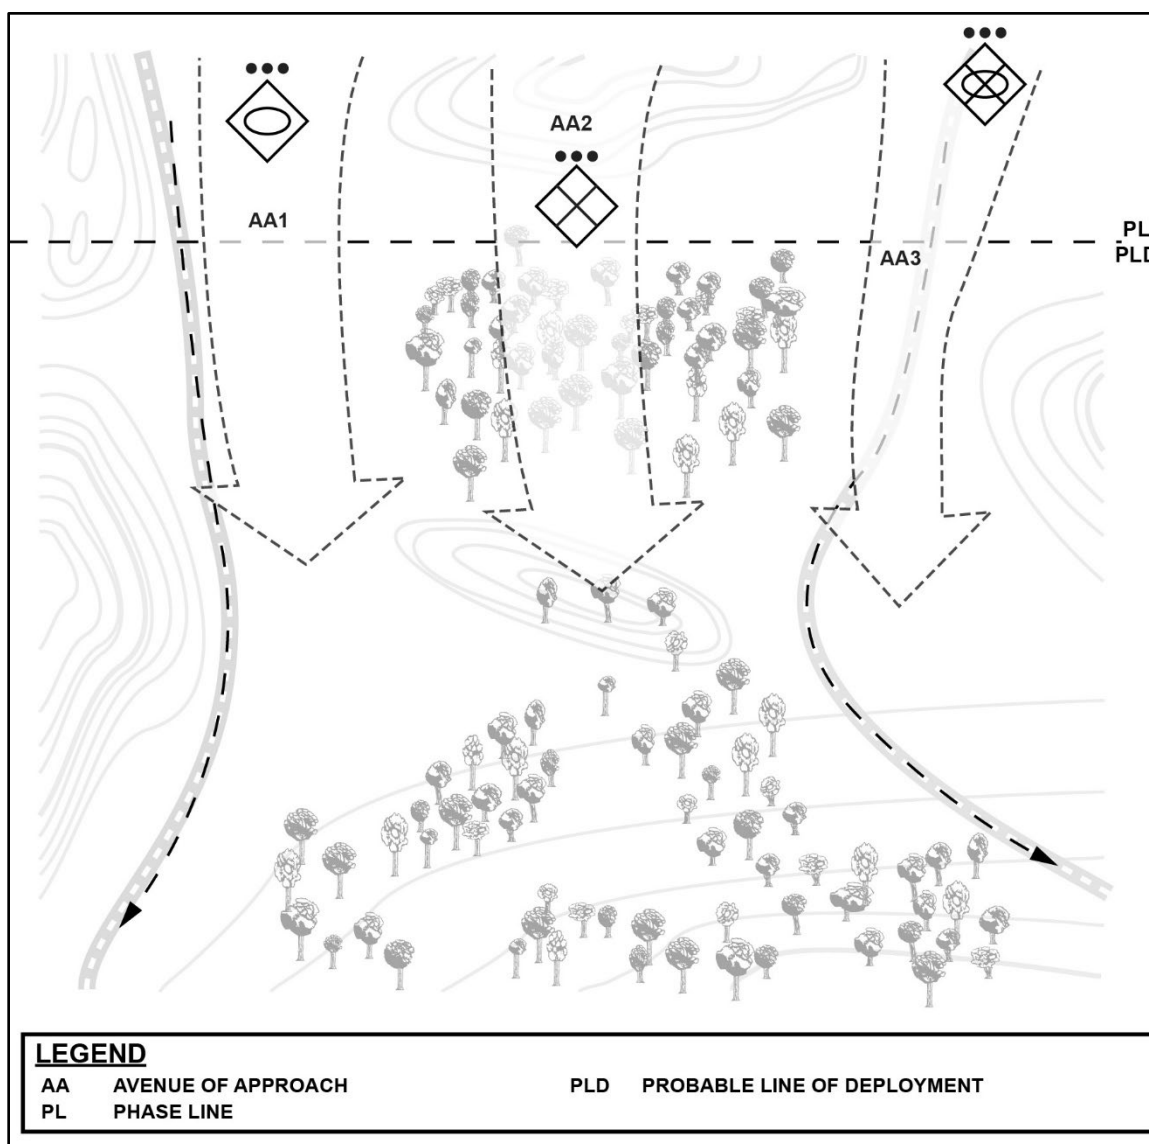 AA2
AA1
PL
PLD
AA3
LEGEND
AA AVENUE OF APPROACH PLD PROBABLE LINE OF DEPLOYMENT
PL PHASE LINE